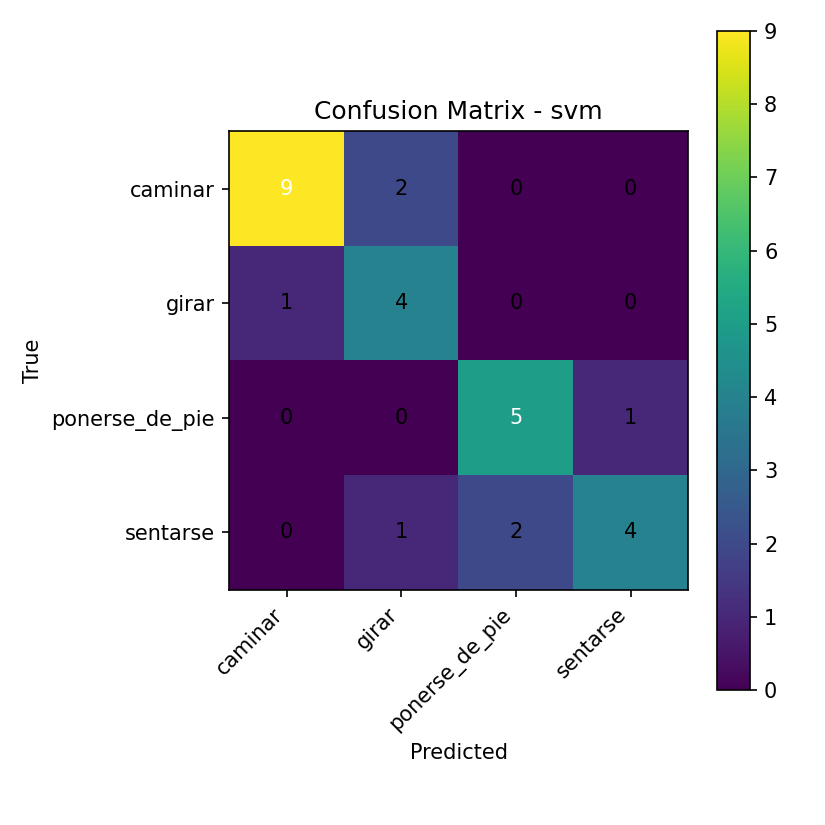 Confusion Matrix - svm
True
caminar 9 2 0 0
girar 1 4 0 0
ponerse_de_pie 0 0 5 1
sentarse 0 1 2 4
caminar girar ponerse_de_pie sentarse
Predicted
9
8
7
6
5
4
3
2
1
0